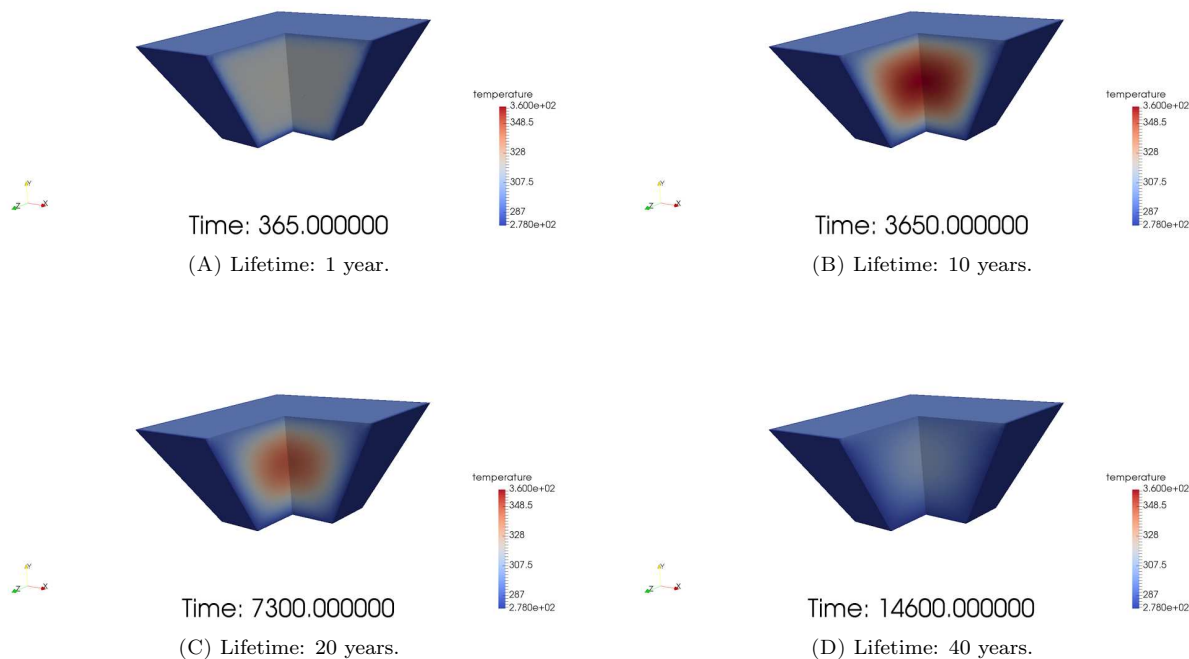 temperature
3.600e+02
348.5
328
307.5
287
2.780e+02
Y
Z
X
Time: 365.000000
(A) Lifetime: 1 year.
temperature
3.600e+02
348.5
328
307.5
287
2.780e+02
Y
Z
X
Time: 3650.000000
(B) Lifetime: 10 years.
temperature
3.600e+02
348.5
328
307.5
287
2.780e+02
Y
Z
X
Time: 7300.000000
(C) Lifetime: 20 years.
temperature
3.600e+02
348.5
328
307.5
287
2.780e+02
Y
Z
X
Time: 14600.000000
(D) Lifetime: 40 years.